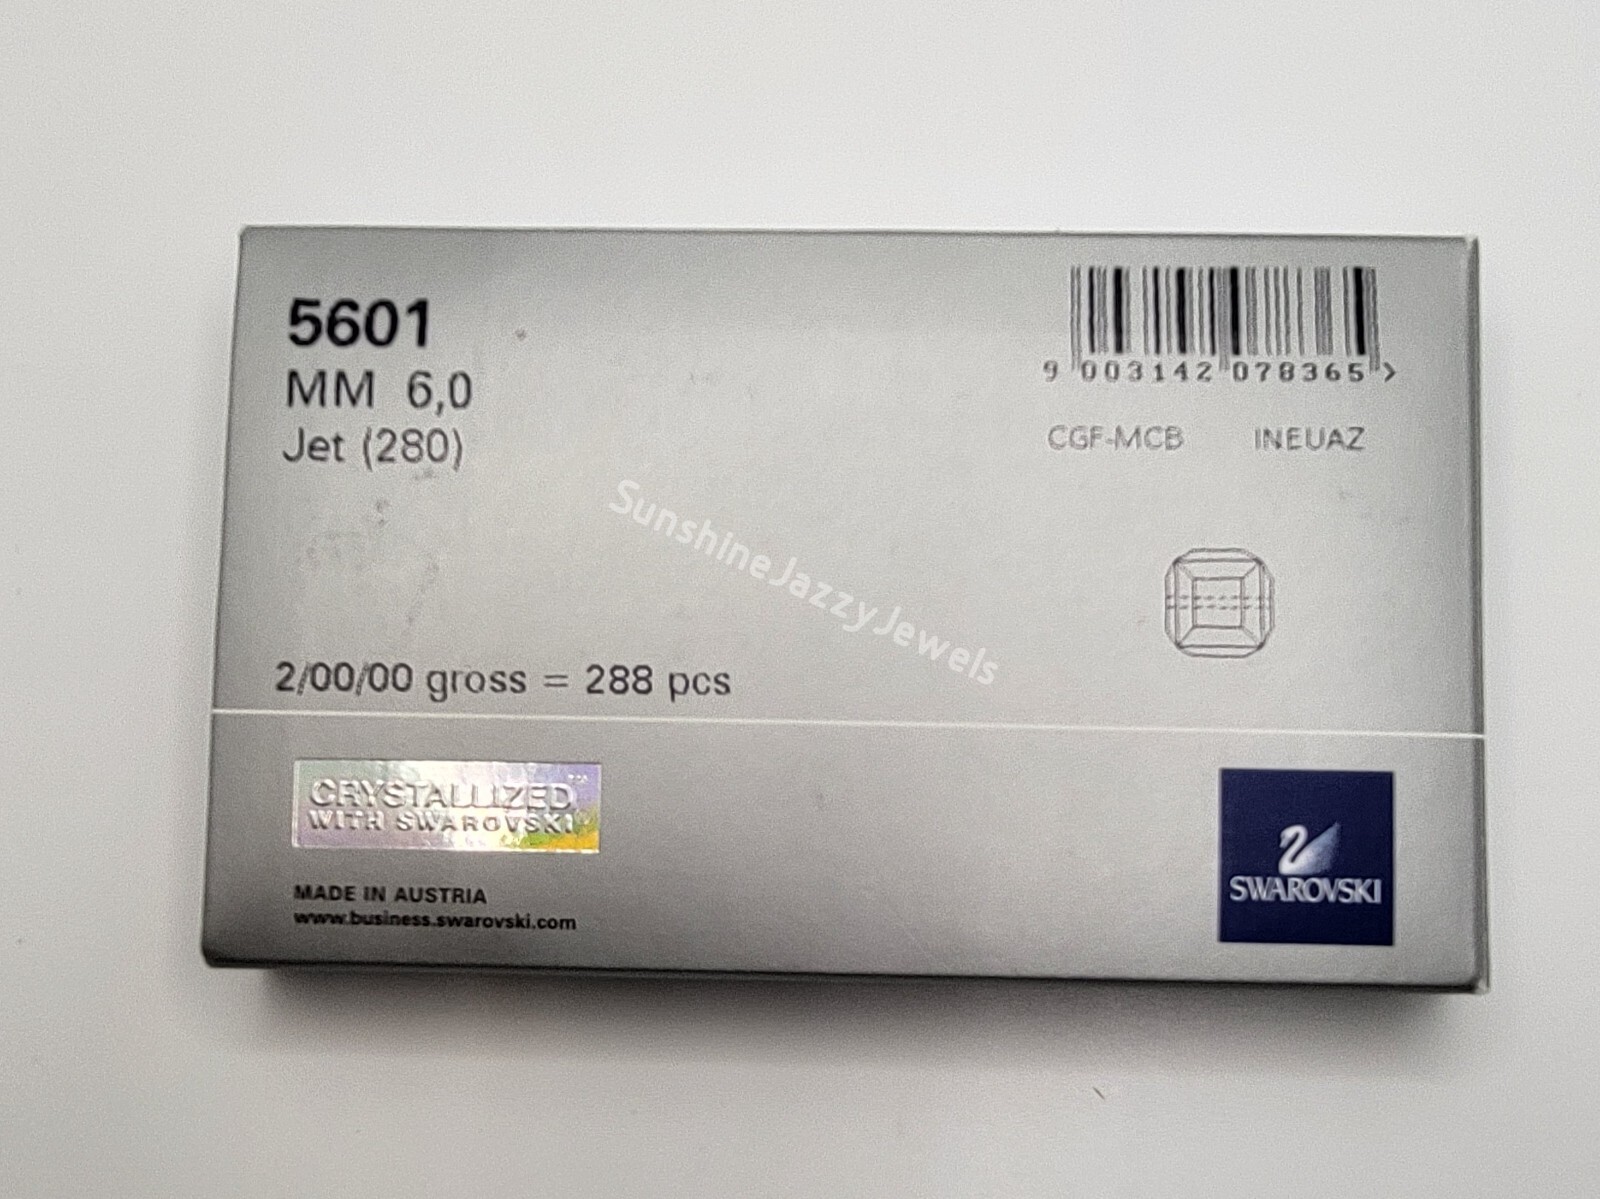 5601
MM 6,0
Jet (280)
9 003142 078365 >
CGF-MCB INEUAZ
SunshineJazzyJewels
2/00/00 gross = 288 pcs
CRYSTALLIZED™
WITH SWAROVSKI®
MADE IN AUSTRIA
www.business.swarovski.com
SWAROVSKI